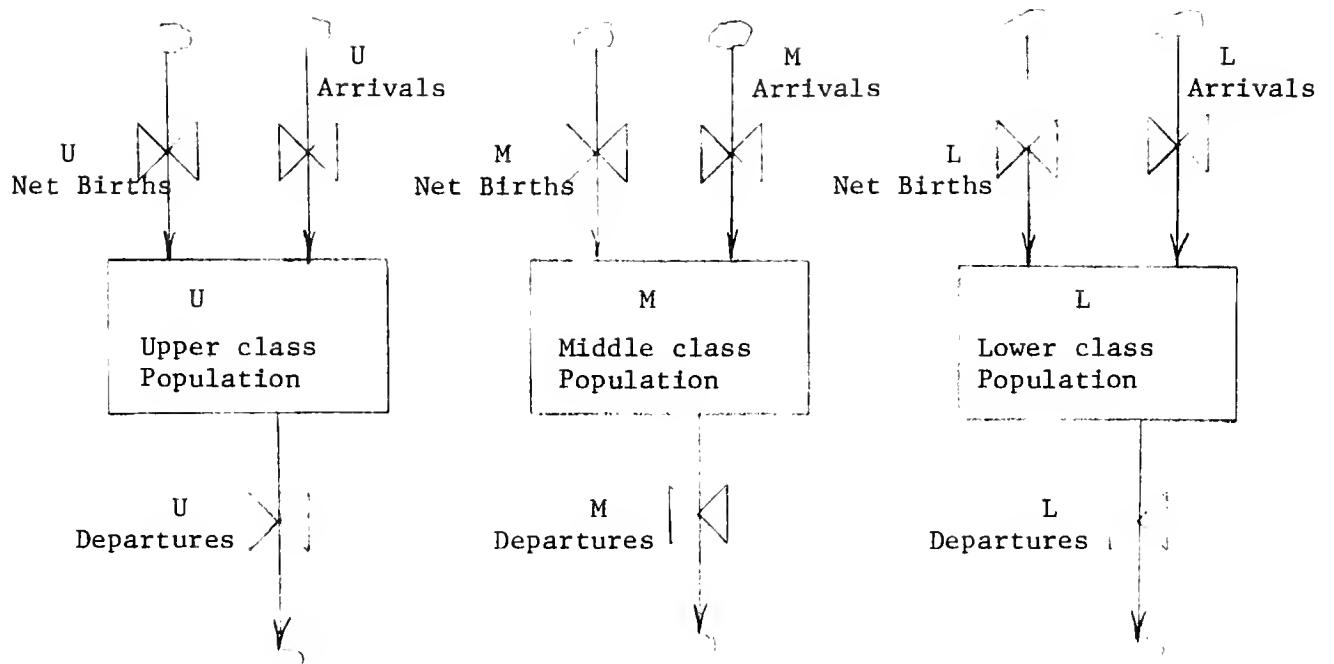 U
Arrivals
U
Net Births
U
Upper class
Population
U
Departures
M
Arrivals
M
Net Births
M
Middle class
Population
M
Departures
L
Arrivals
L
Net Births
L
Lower class
Population
L
Departures